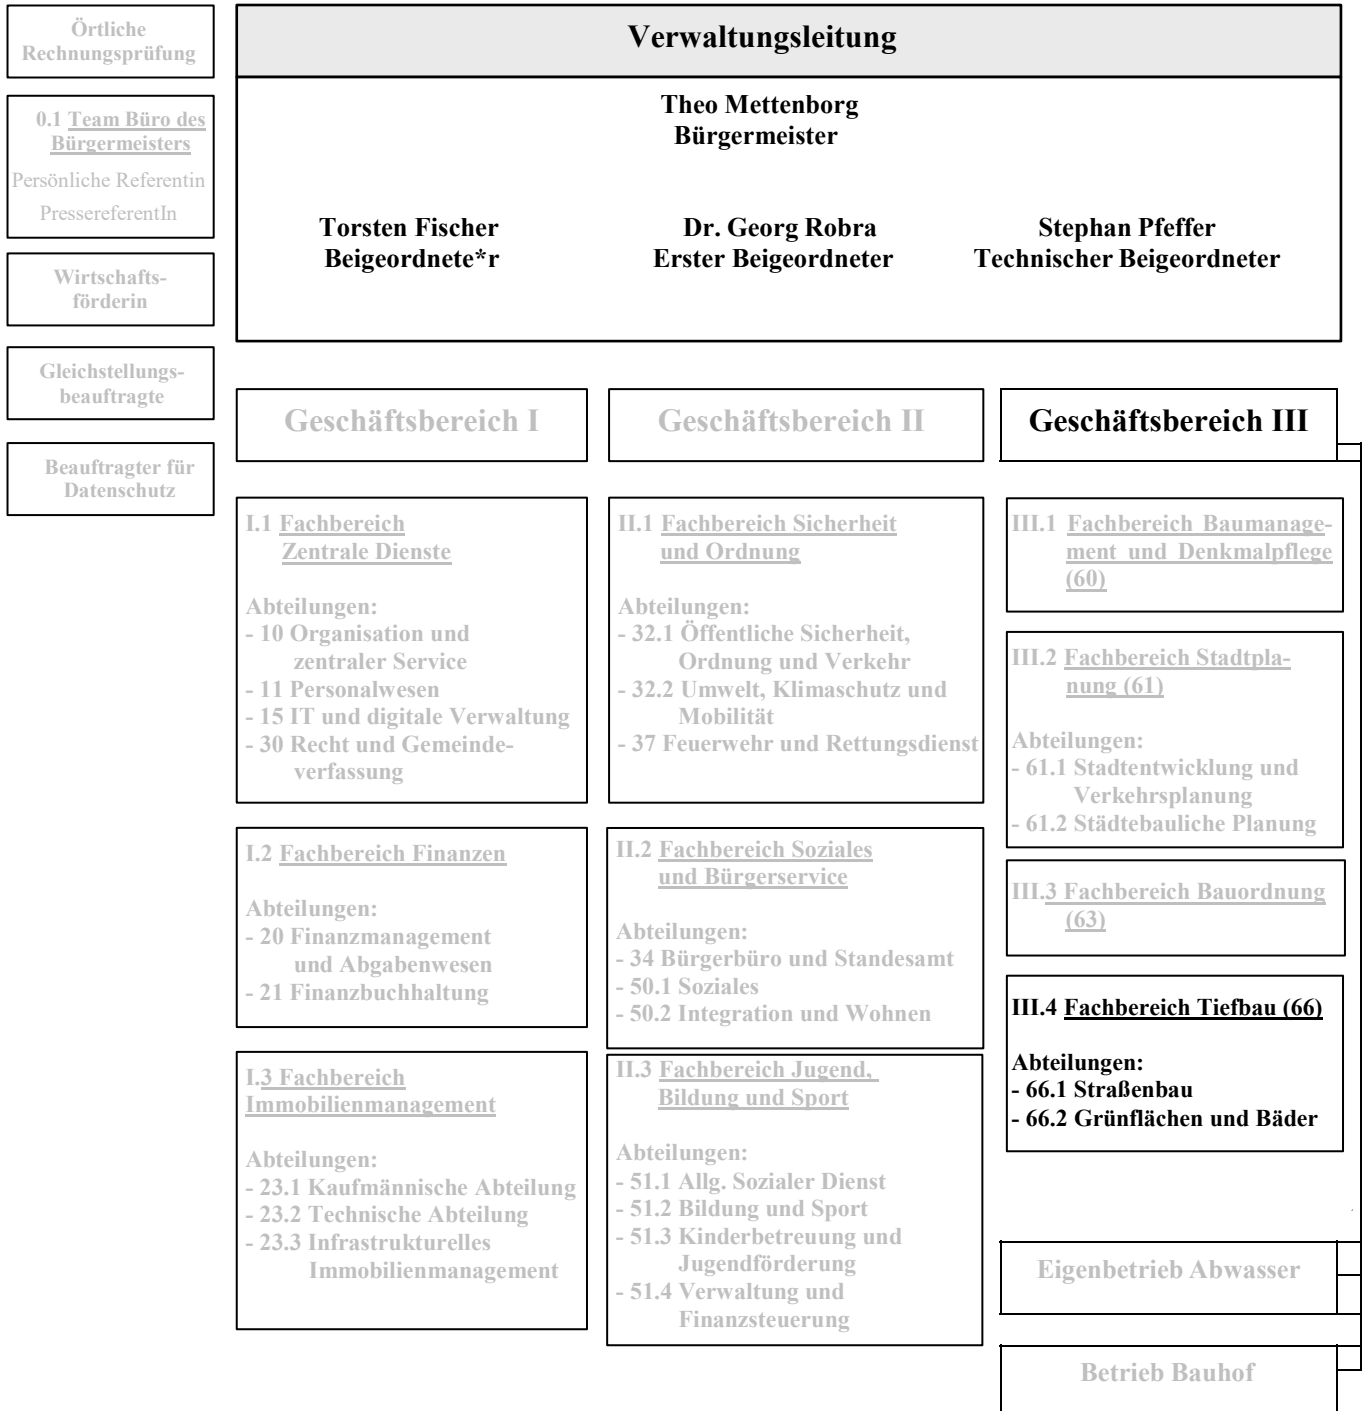 Örtliche
Rechnungsprüfung
0.1 Team Büro des
Bürgermeisters
Persönliche Referentin
PressereferentIn
Wirtschafts-
förderin
Gleichstellungs-
beauftragte
Beauftragter für
Datenschutz
Verwaltungsleitung
Theo Mettenborg
Bürgermeister
Torsten Fischer
Beigeordnete*r
Dr. Georg Robra
Erster Beigeordneter
Stephan Pfeffer
Technischer Beigeordneter
Geschäftsbereich I
I.1 Fachbereich
Zentrale Dienste
Abteilungen:
- 10 Organisation und
zentraler Service
- 11 Personalwesen
- 15 IT und digitale Verwaltung
- 30 Recht und Gemeinde-
verfassung
I.2 Fachbereich Finanzen
Abteilungen:
- 20 Finanzmanagement
und Abgabenwesen
- 21 Finanzbuchhaltung
I.3 Fachbereich
Immobilienmanagement
Abteilungen:
- 23.1 Kaufmännische Abteilung
- 23.2 Technische Abteilung
- 23.3 Infrastrukturelles
Immobilienmanagement
Geschäftsbereich II
II.1 Fachbereich Sicherheit
und Ordnung
Abteilungen:
- 32.1 Öffentliche Sicherheit,
Ordnung und Verkehr
- 32.2 Umwelt, Klimaschutz und
Mobilität
- 37 Feuerwehr und Rettungsdienst
II.2 Fachbereich Soziales
und Bürgerservice
Abteilungen:
- 34 Bürgerbüro und Standesamt
- 50.1 Soziales
- 50.2 Integration und Wohnen
II.3 Fachbereich Jugend,
Bildung und Sport
Abteilungen:
- 51.1 Allg. Sozialer Dienst
- 51.2 Bildung und Sport
- 51.3 Kinderbetreuung und
Jugendförderung
- 51.4 Verwaltung und
Finanzsteuerung
Geschäftsbereich III
III.1 Fachbereich Baumanage-
ment und Denkmalpflege
(60)
III.2 Fachbereich Stadtpla-
nung (61)
Abteilungen:
- 61.1 Stadtentwicklung und
Verkehrsplanung
- 61.2 Städtebauliche Planung
III.3 Fachbereich Bauordnung
(63)
III.4 Fachbereich Tiefbau (66)
Abteilungen:
- 66.1 Straßenbau
- 66.2 Grünflächen und Bäder
Eigenbetrieb Abwasser
Betrieb Bauhof